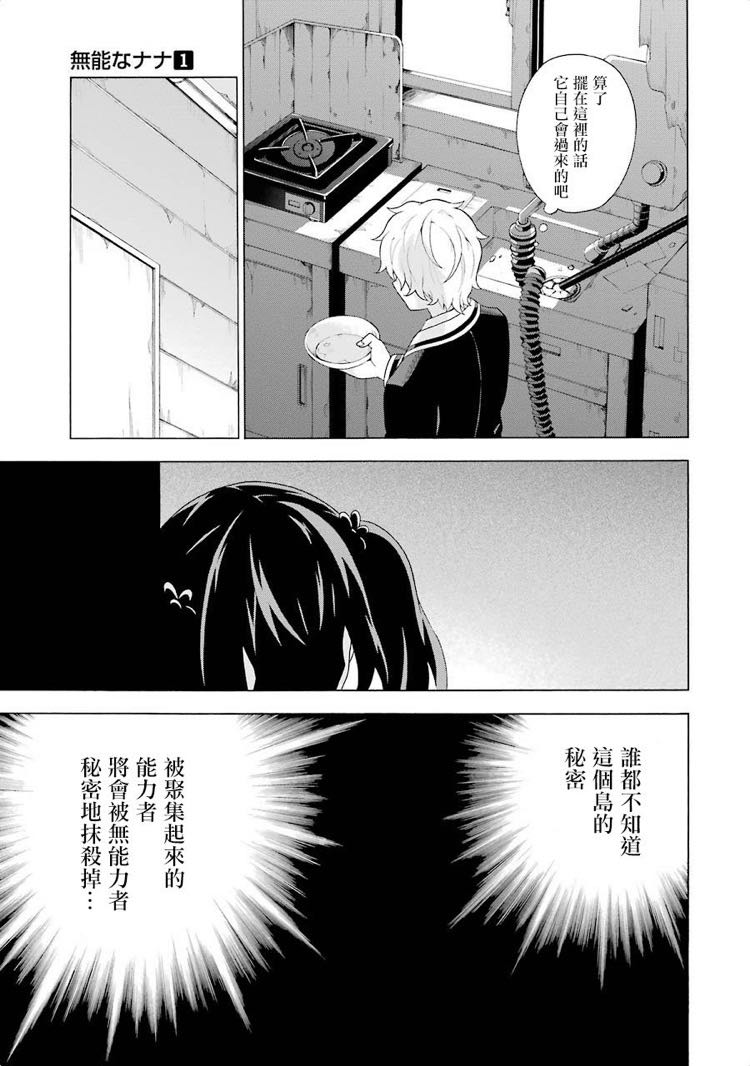 無能なナナ1
算了
擺在這裡的話
它自己會過來的吧
誰都不知道
這個島的
秘密
被聚集起來的
能力者
將會被無能力者
秘密地抹殺掉…